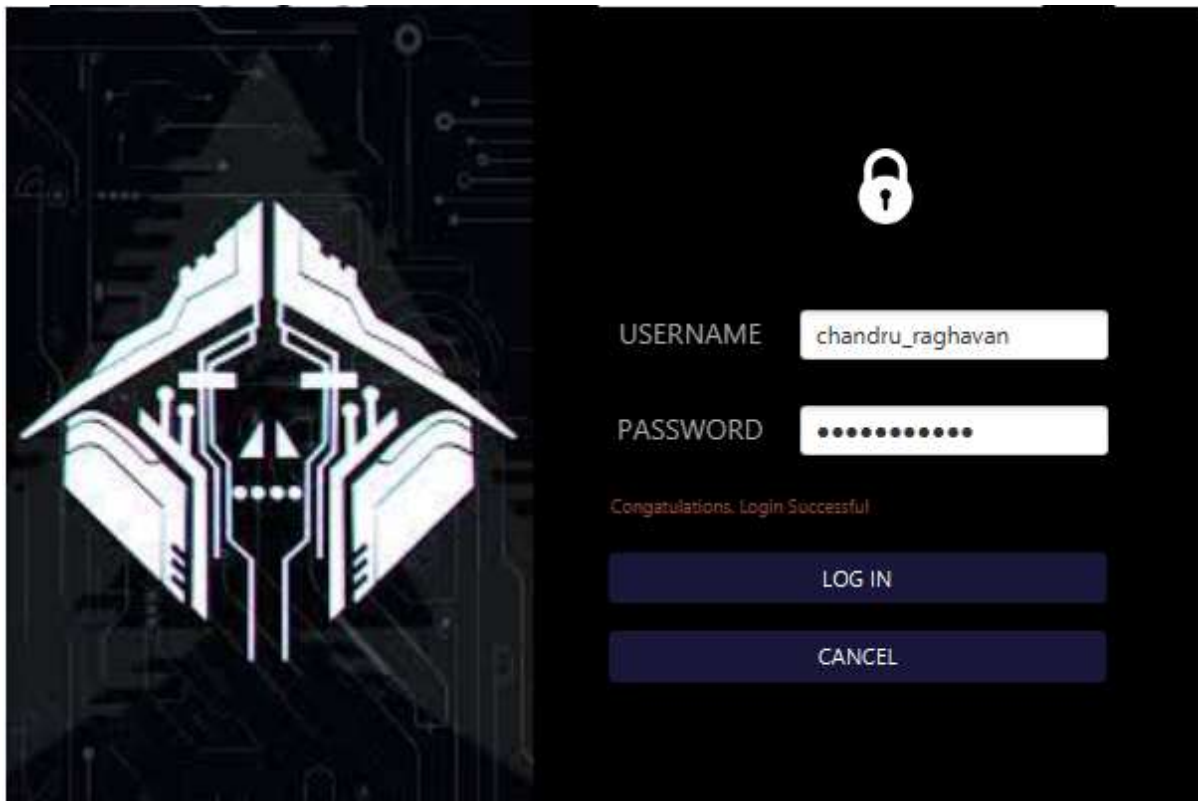 USERNAME chandru_raghavan
PASSWORD ●●●●●●●●●●●
Congatulations. Login Successful
LOG IN
CANCEL